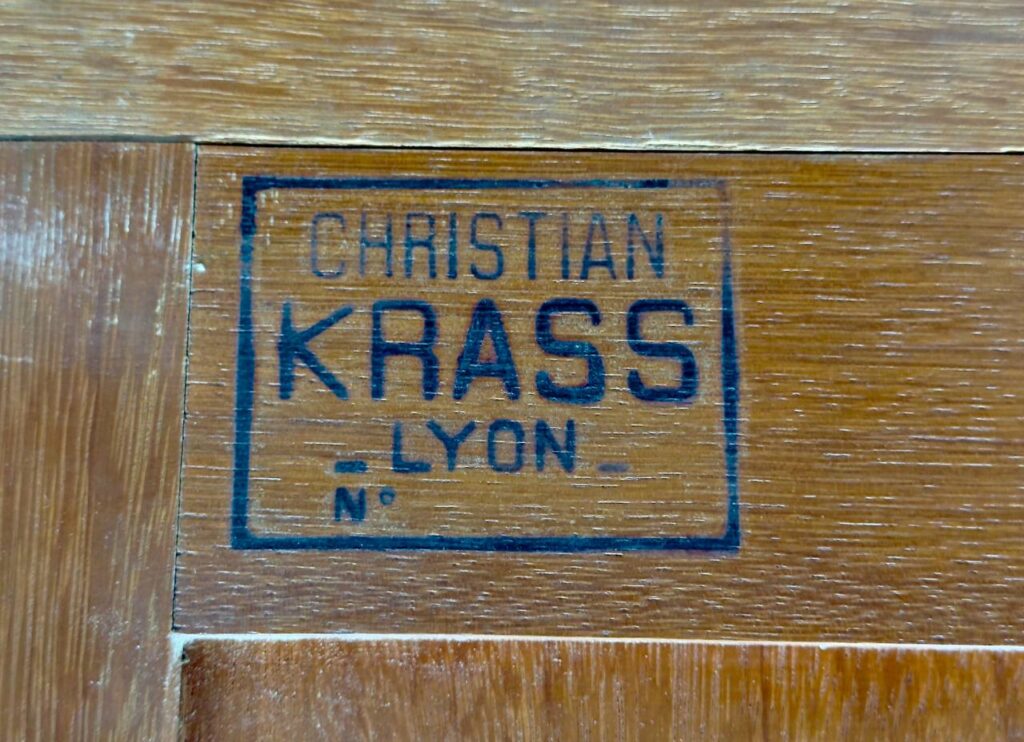 CHRISTIAN
KRASS
_ LYON _
N°